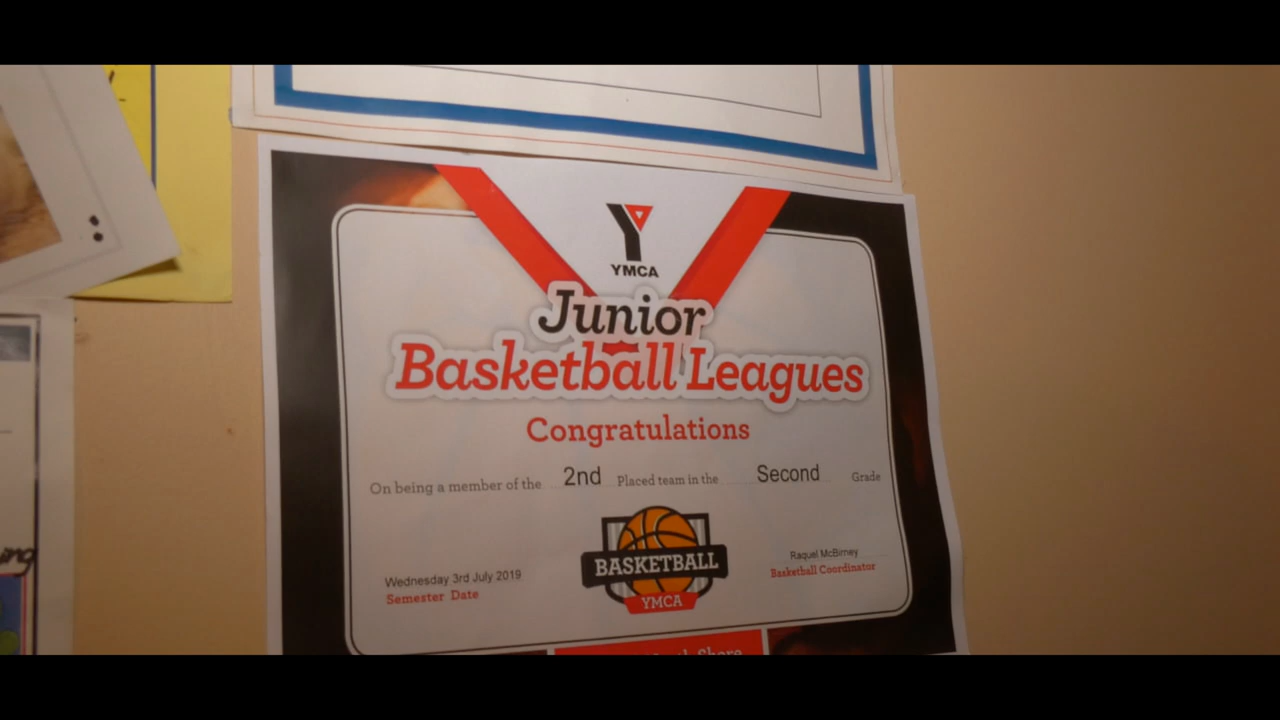 YMCA
Junior
Basketball Leagues
Congratulations
On being a member of the 2nd Placed team in the Second Grade
BASKETBALL
YMCA
Wednesday 3rd July 2019
Semester Date
Raquel McBirney
Basketball Coordinator